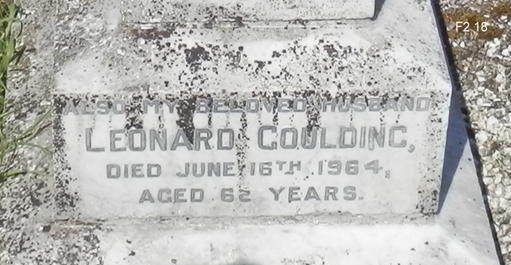 F2 18
ALSO MY BELOVED HUSBAND
LEONARD GOULDING,
DIED JUNE 16TH 1964,
AGED 62 YEARS.